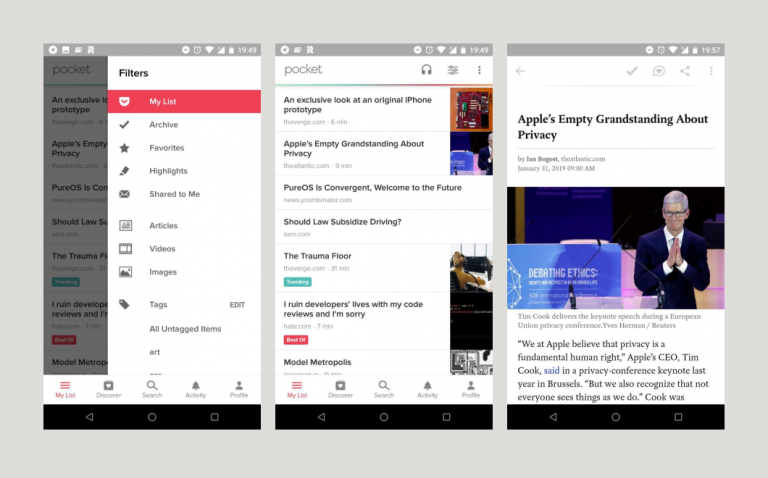 19:49
pocket
Filters
An exclusive lo
prototype
theverge.com · 6 m
Apple's Empty
Privacy
theatlantic.com
PureOS Is Con
news.ycombinator.
Should Law Su
ssrn.com
The Trauma Flo
theverge.com · 31
Trending
I ruin develope
reviews and I'm
habr.com · 7 min
Best Of
Model Metropo
My List
Archive
Favorites
Highlights
Shared to Me
Articles
Videos
Images
Tags
EDIT
All Untagged Items
art
My List
Discover
Search
Activity
Profile
19:49
pocket
An exclusive look at an original iPhone
prototype
theverge.com · 6 min
Apple's Empty Grandstanding About
Privacy
theatlantic.com · 9 min
PureOS Is Convergent, Welcome to the Future
news.ycombinator.com
Should Law Subsidize Driving?
ssrn.com
The Trauma Floor
theverge.com · 31 min
Trending
I ruin developers' lives with my code
reviews and I'm sorry
habr.com · 7 min
Best Of
Model Metropolis
My List
Discover
Search
Activity
Profile
19:57
Apple's Empty Grandstanding About
Privacy
by Ian Bogost, theatlantic.com
January 31, 2019 09:00 AM
DEBATING ETHICS:
DIGNITY AND RESPECT IN DATA DRIVEN LIFE
Tim Cook delivers the keynote speech during a European
Union privacy conference.Yves Herman / Reuters
“We at Apple believe that privacy is a
fundamental human right,” Apple's CEO, Tim
Cook, said in a privacy-conference keynote last
year in Brussels. “But we also recognize that not
everyone sees things as we do.” Cook was